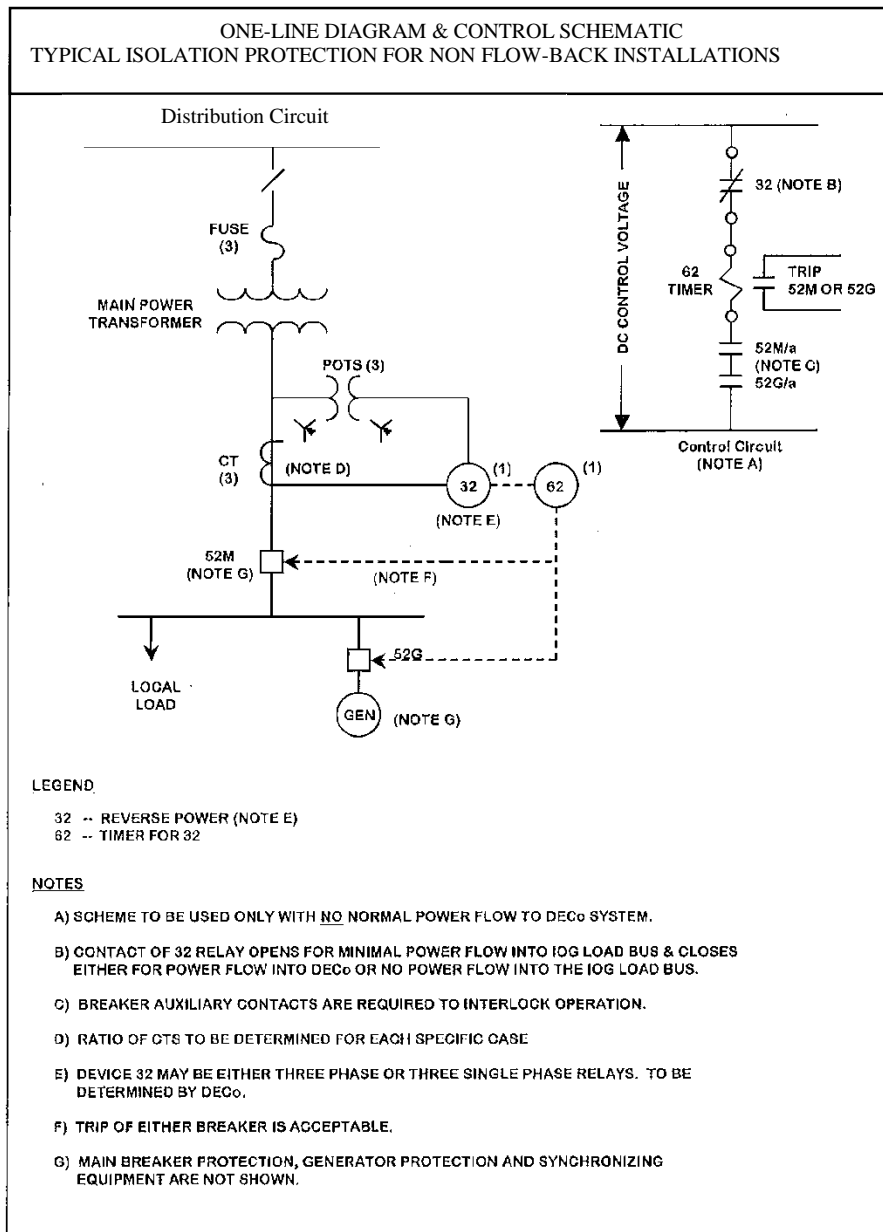 ONE-LINE DIAGRAM & CONTROL SCHEMATIC
TYPICAL ISOLATION PROTECTION FOR NON FLOW-BACK INSTALLATIONS
Distribution Circuit
FUSE
(3)
MAIN POWER
TRANSFORMER
POTS (3)
CT
(3)
(NOTE D)
32
(1)
62
(1)
(NOTE E)
52M
(NOTE G)
(NOTE F)
LOCAL
LOAD
52G
GEN
(NOTE G)
DC CONTROL VOLTAGE
32 (NOTE B)
62
TIMER
TRIP
52M OR 52G
52M/a
(NOTE C)
52G/a
Control Circuit
(NOTE A)
LEGEND
32 -- REVERSE POWER (NOTE E)
62 -- TIMER FOR 32
NOTES
A) SCHEME TO BE USED ONLY WITH NO NORMAL POWER FLOW TO DECo SYSTEM.
B) CONTACT OF 32 RELAY OPENS FOR MINIMAL POWER FLOW INTO IOG LOAD BUS & CLOSES
EITHER FOR POWER FLOW INTO DECo OR NO POWER FLOW INTO THE IOG LOAD BUS.
C) BREAKER AUXILIARY CONTACTS ARE REQUIRED TO INTERLOCK OPERATION.
D) RATIO OF CTS TO BE DETERMINED FOR EACH SPECIFIC CASE
E) DEVICE 32 MAY BE EITHER THREE PHASE OR THREE SINGLE PHASE RELAYS. TO BE
DETERMINED BY DECo.
F) TRIP OF EITHER BREAKER IS ACCEPTABLE.
G) MAIN BREAKER PROTECTION, GENERATOR PROTECTION AND SYNCHRONIZING
EQUIPMENT ARE NOT SHOWN.